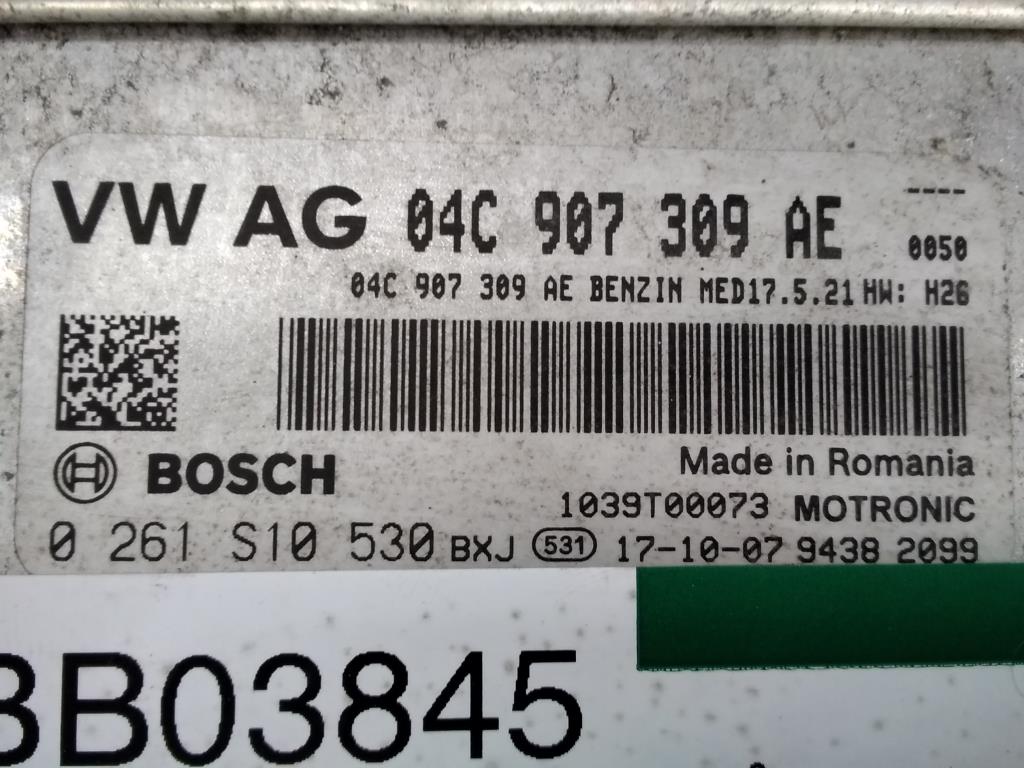 VW AG 04C 907 309 AE ----
0050
04C 907 309 AE BENZIN MED17.5.21 HW: H26
BOSCH
Made in Romania
1039T00073 MOTRONIC
0 261 S10 530 BXJ 531 17-10-07 9438 2099
BB03845